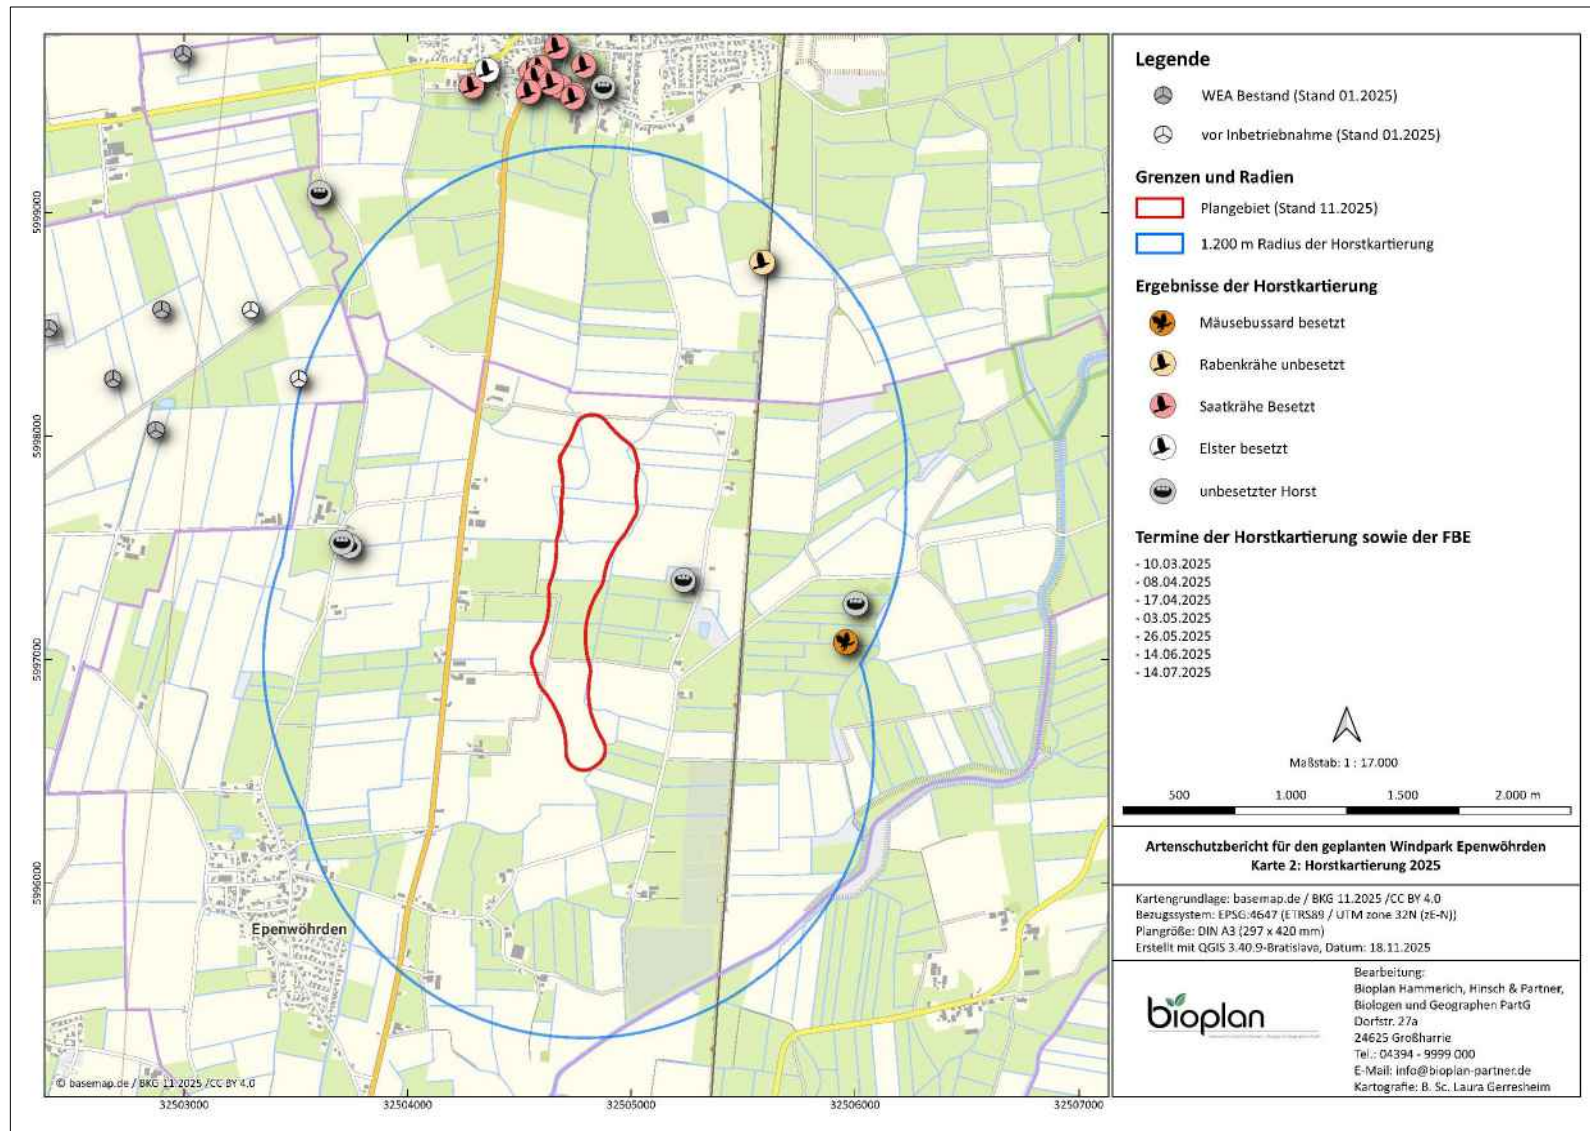 Legende
WEA Bestand (Stand 01.2025)
vor Inbetriebnahme (Stand 01.2025)
Grenzen und Radien
Plangebiet (Stand 11.2025)
1.200 m Radius der Horstkartierung
Ergebnisse der Horstkartierung
Mäusebussard besetzt
Rabenkrähe unbesetzt
Saatkrähe Besetzt
Elster besetzt
unbesetzter Horst
Termine der Horstkartierung sowie der FBE
- 10.03.2025
- 08.04.2025
- 17.04.2025
- 03.05.2025
- 26.05.2025
- 14.06.2025
- 14.07.2025
Maßstab: 1 : 17.000
500 1.000 1.500 2.000 m
Artenschutzbericht für den geplanten Windpark Epenwöhrden
Karte 2: Horstkartierung 2025
Kartengrundlage: basemap.de / BKG 11.2025 /CC BY 4.0
Bezugssystem: EPSG:4647 (ETRS89 / UTM zone 32N (zE-N))
Plangröße: DIN A3 (297 x 420 mm)
Erstellt mit QGIS 3.40.9-Bratislava, Datum: 18.11.2025
bioplan
Bearbeitung:
Bioplan Hammerich, Hinsch & Partner,
Biologen und Geographen PartG
Dorfstr. 27a
24625 Großharrie
Tel.: 04394 - 9999 000
E-Mail: info@bioplan-partner.de
Kartografie: B. Sc. Laura Gerresheim
5999000
5998000
5997000
5996000
Epenwöhrden
© basemap.de / BKG 11.2025 /CC BY 4.0
32503000 32504000 32505000 32506000 32507000